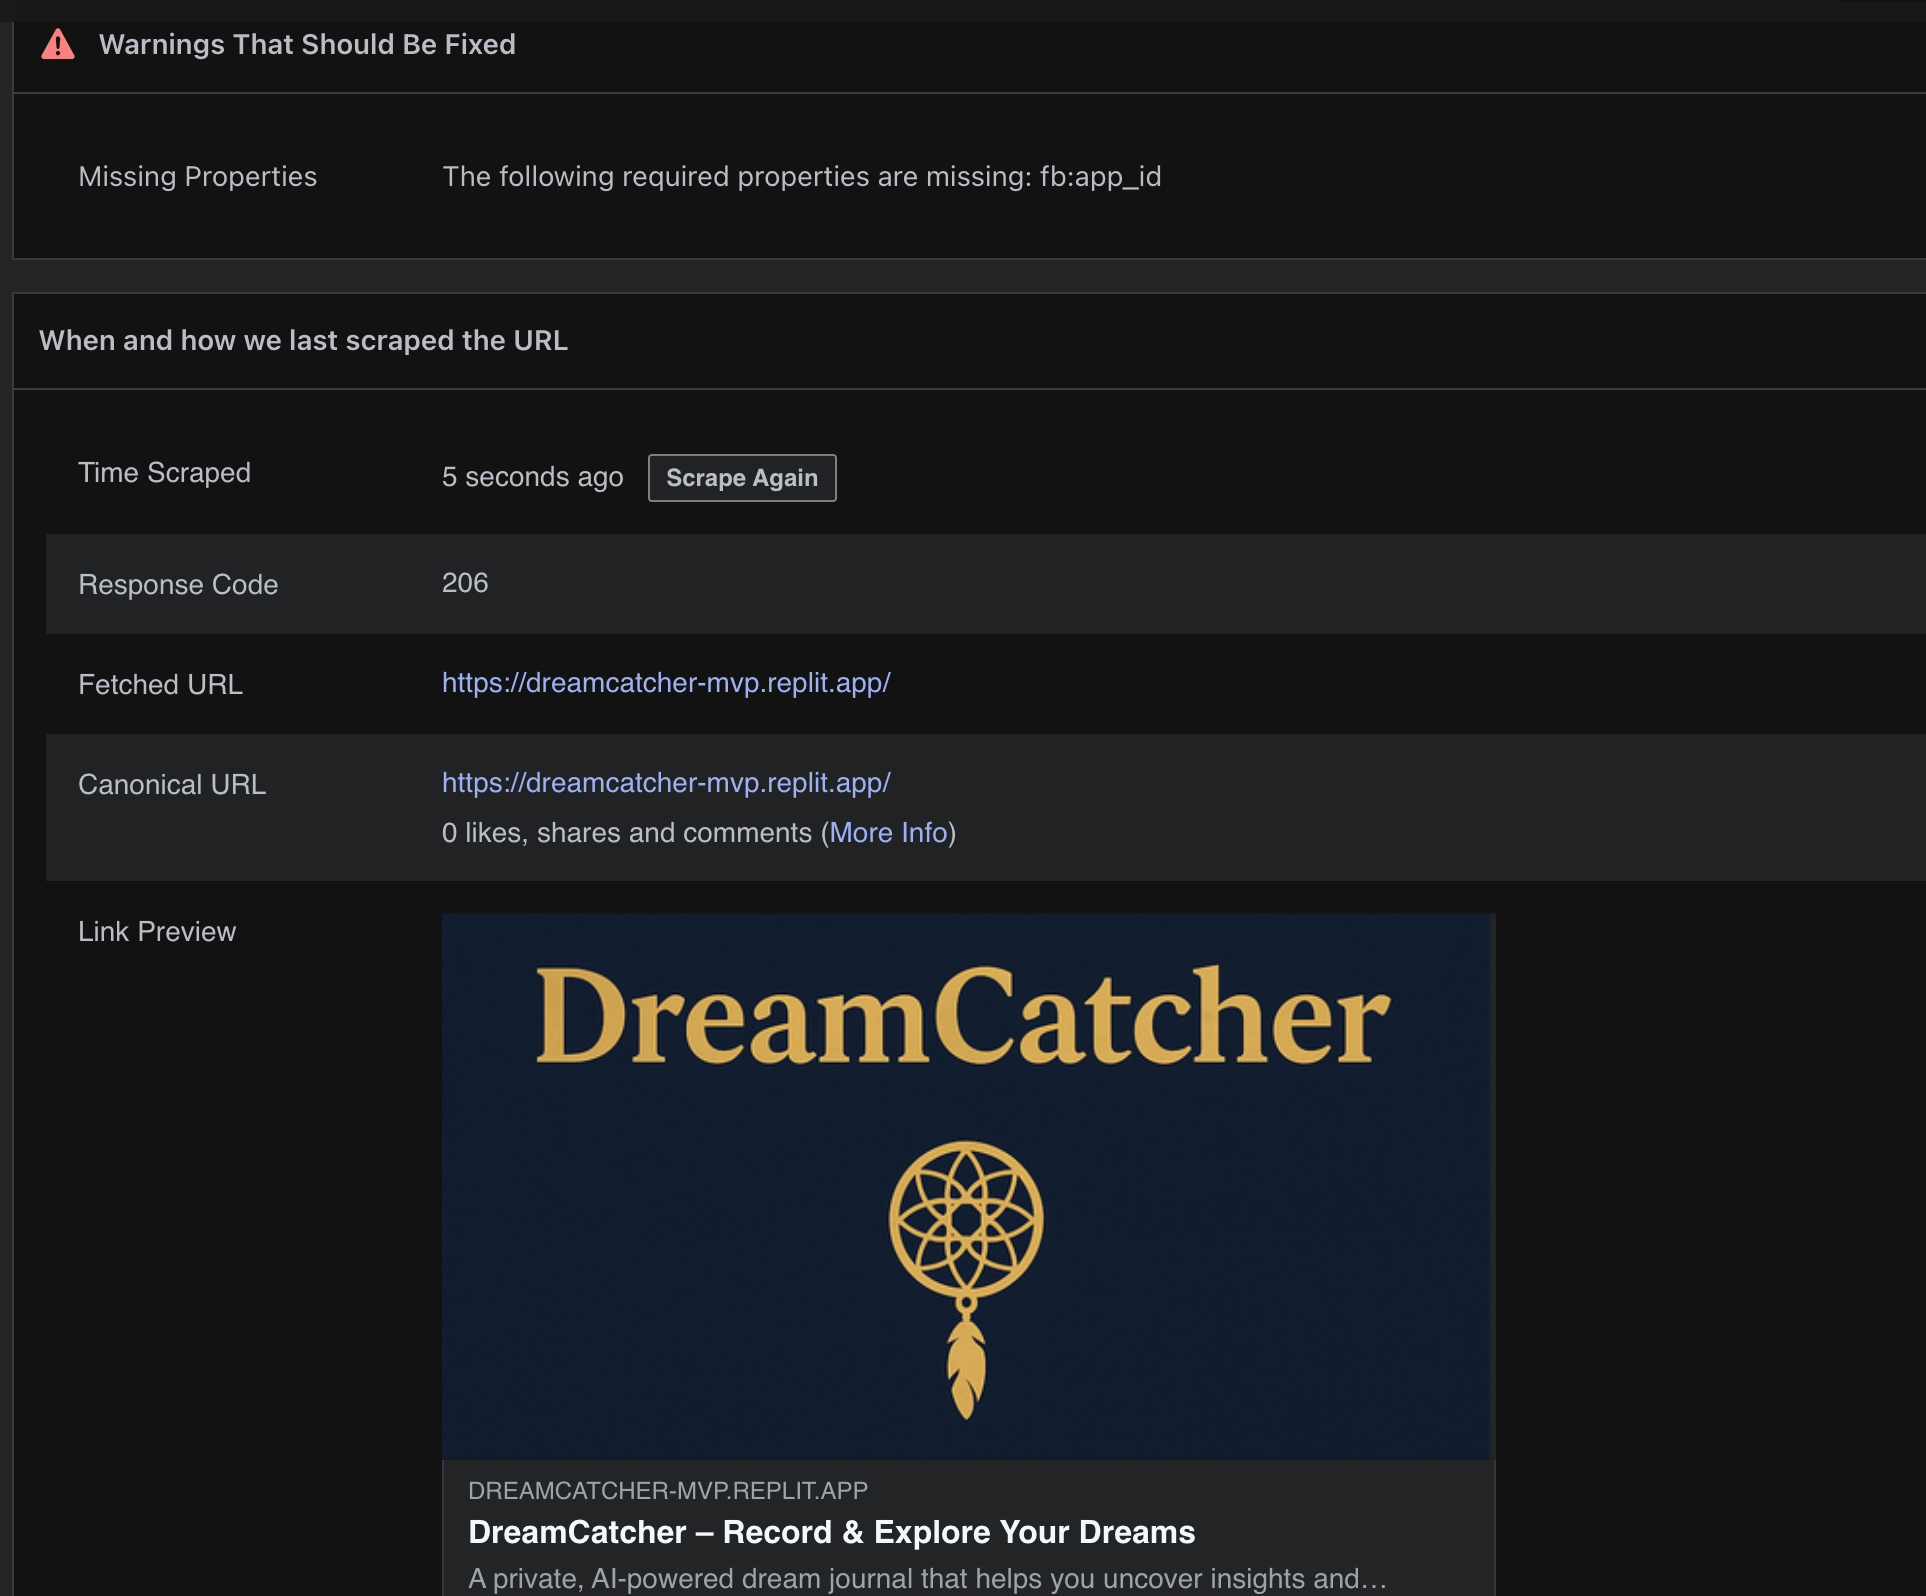 Warnings That Should Be Fixed
Missing Properties The following required properties are missing: fb:app_id
When and how we last scraped the URL
Time Scraped 5 seconds ago Scrape Again
Response Code 206
Fetched URL https://dreamcatcher-mvp.replit.app/
Canonical URL https://dreamcatcher-mvp.replit.app/
0 likes, shares and comments (More Info)
Link Preview
DreamCatcher
DREAMCATCHER-MVP.REPLIT.APP
DreamCatcher – Record & Explore Your Dreams
A private, AI-powered dream journal that helps you uncover insights and...